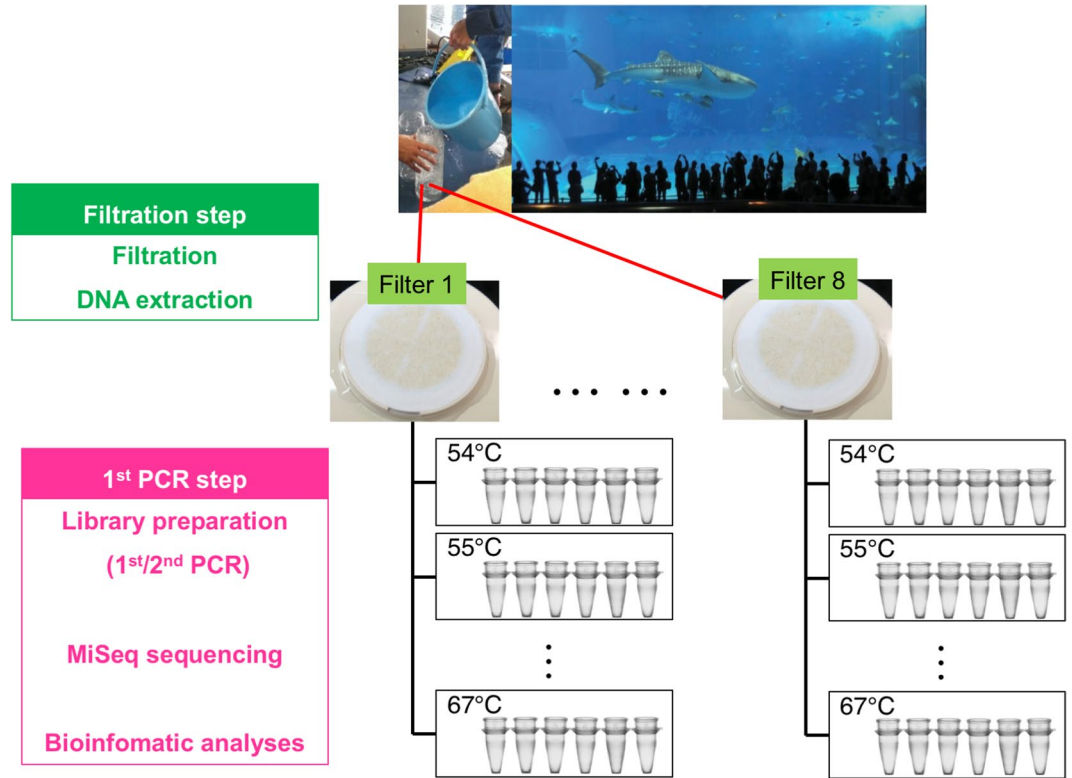 Filtration step
Filtration
DNA extraction
Filter 1
Filter 8
... ...
1st PCR step
Library preparation
(1st/2nd PCR)
MiSeq sequencing
Bioinfomatic analyses
54°C
55°C
⋮
67°C
54°C
55°C
⋮
67°C